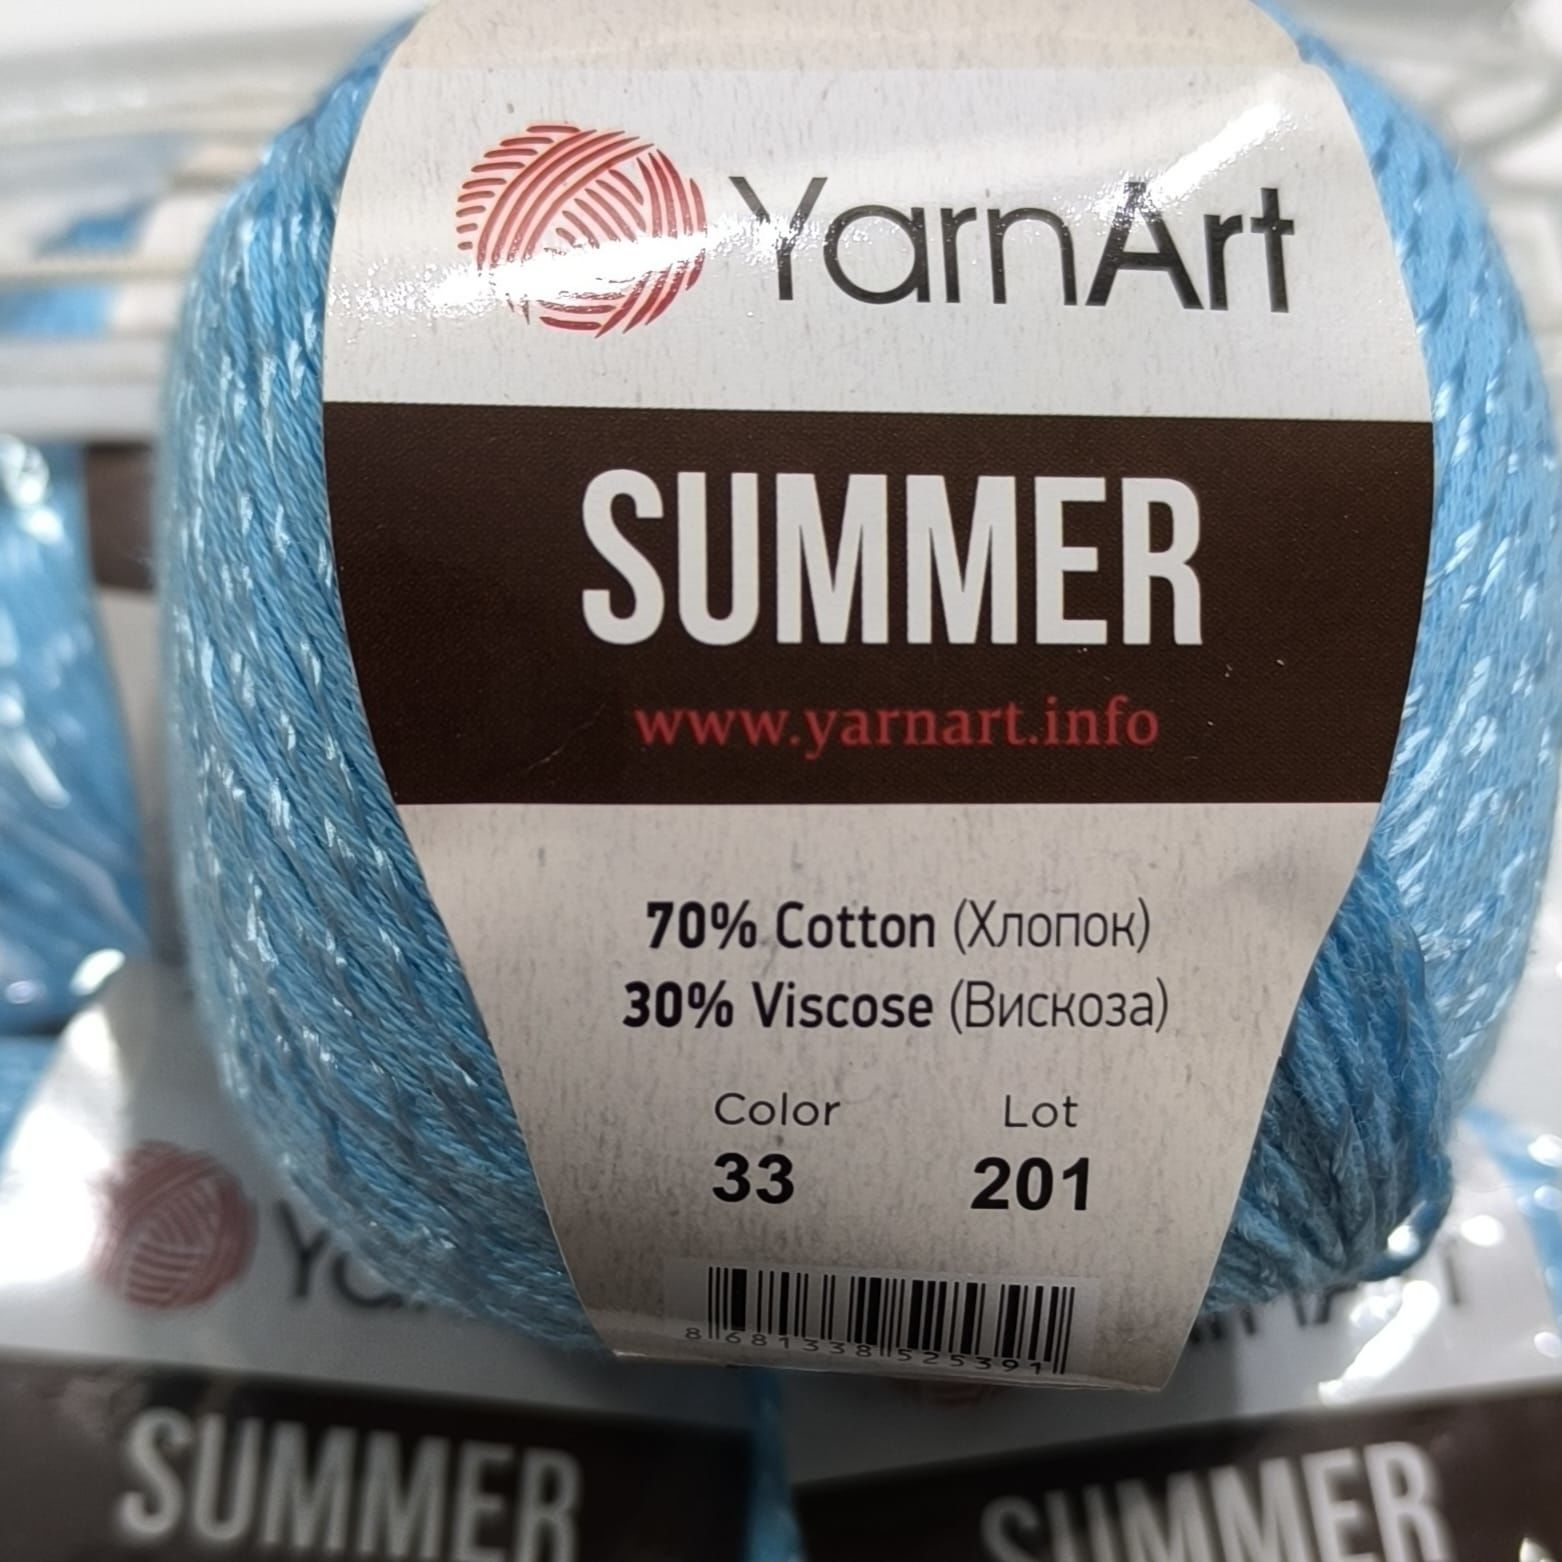 YarnArt
SUMMER
www.yarnart.info
70% Cotton (Хлопок)
30% Viscose (Вискоза)
Color Lot
33 201
8 681338 525391
SUMMER
SUMMER